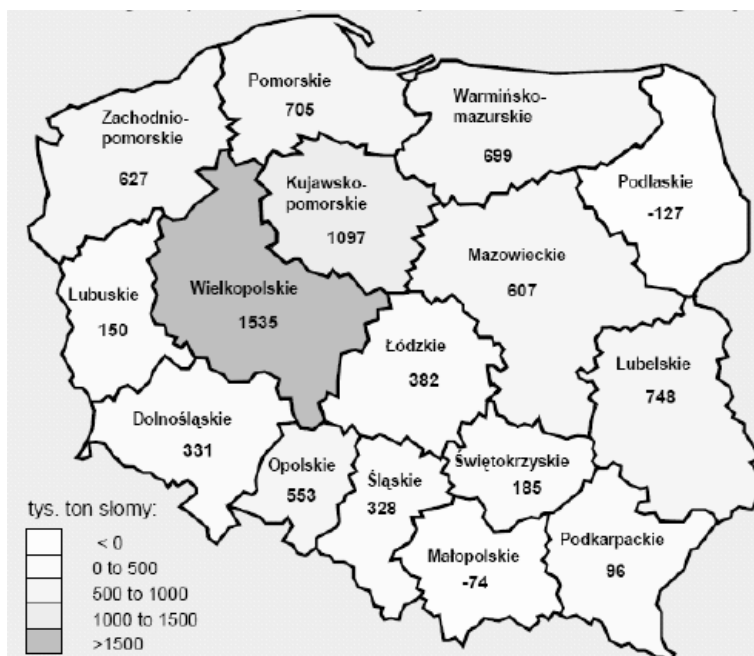 Pomorskie
705
Warmińsko-
mazurskie
699
Zachodnio-
pomorskie
627
Kujawsko-
pomorskie
1097
Podlaskie
-127
Mazowieckie
607
Lubuskie
150
Wielkopolskie
1535
Łódzkie
382
Lubelskie
748
Dolnośląskie
331
Opolskie
553
Śląskie
328
Świętokrzyskie
185
Małopolskie
-74
Podkarpackie
96
tys. ton słomy:
< 0
0 to 500
500 to 1000
1000 to 1500
>1500